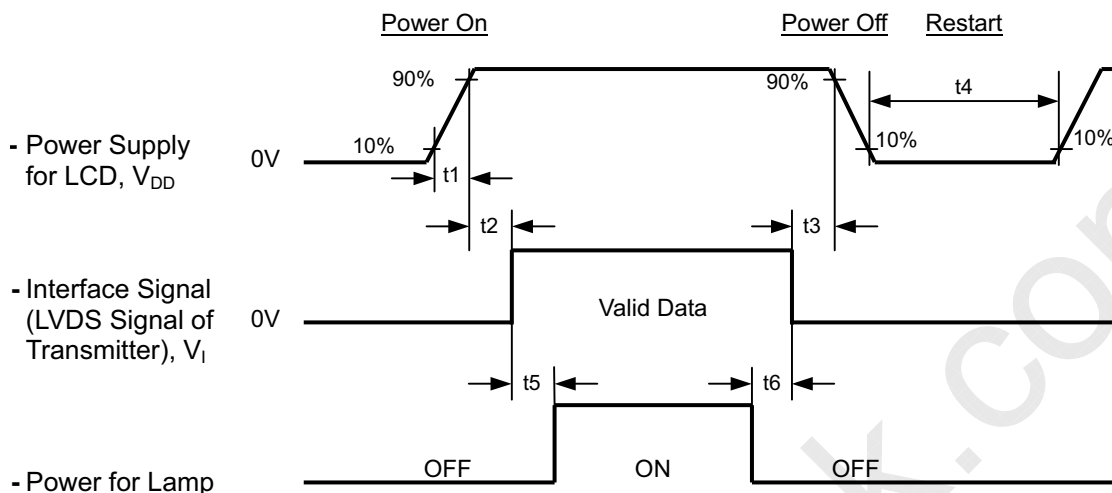 Power On
Power Off
Restart
90%
90%
t4
- Power Supply
for LCD, VDD
0V
10%
10%
10%
t1
t2
t3
- Interface Signal
(LVDS Signal of
Transmitter), VI
0V
Valid Data
t5
t6
- Power for Lamp
OFF
ON
OFF
k.com